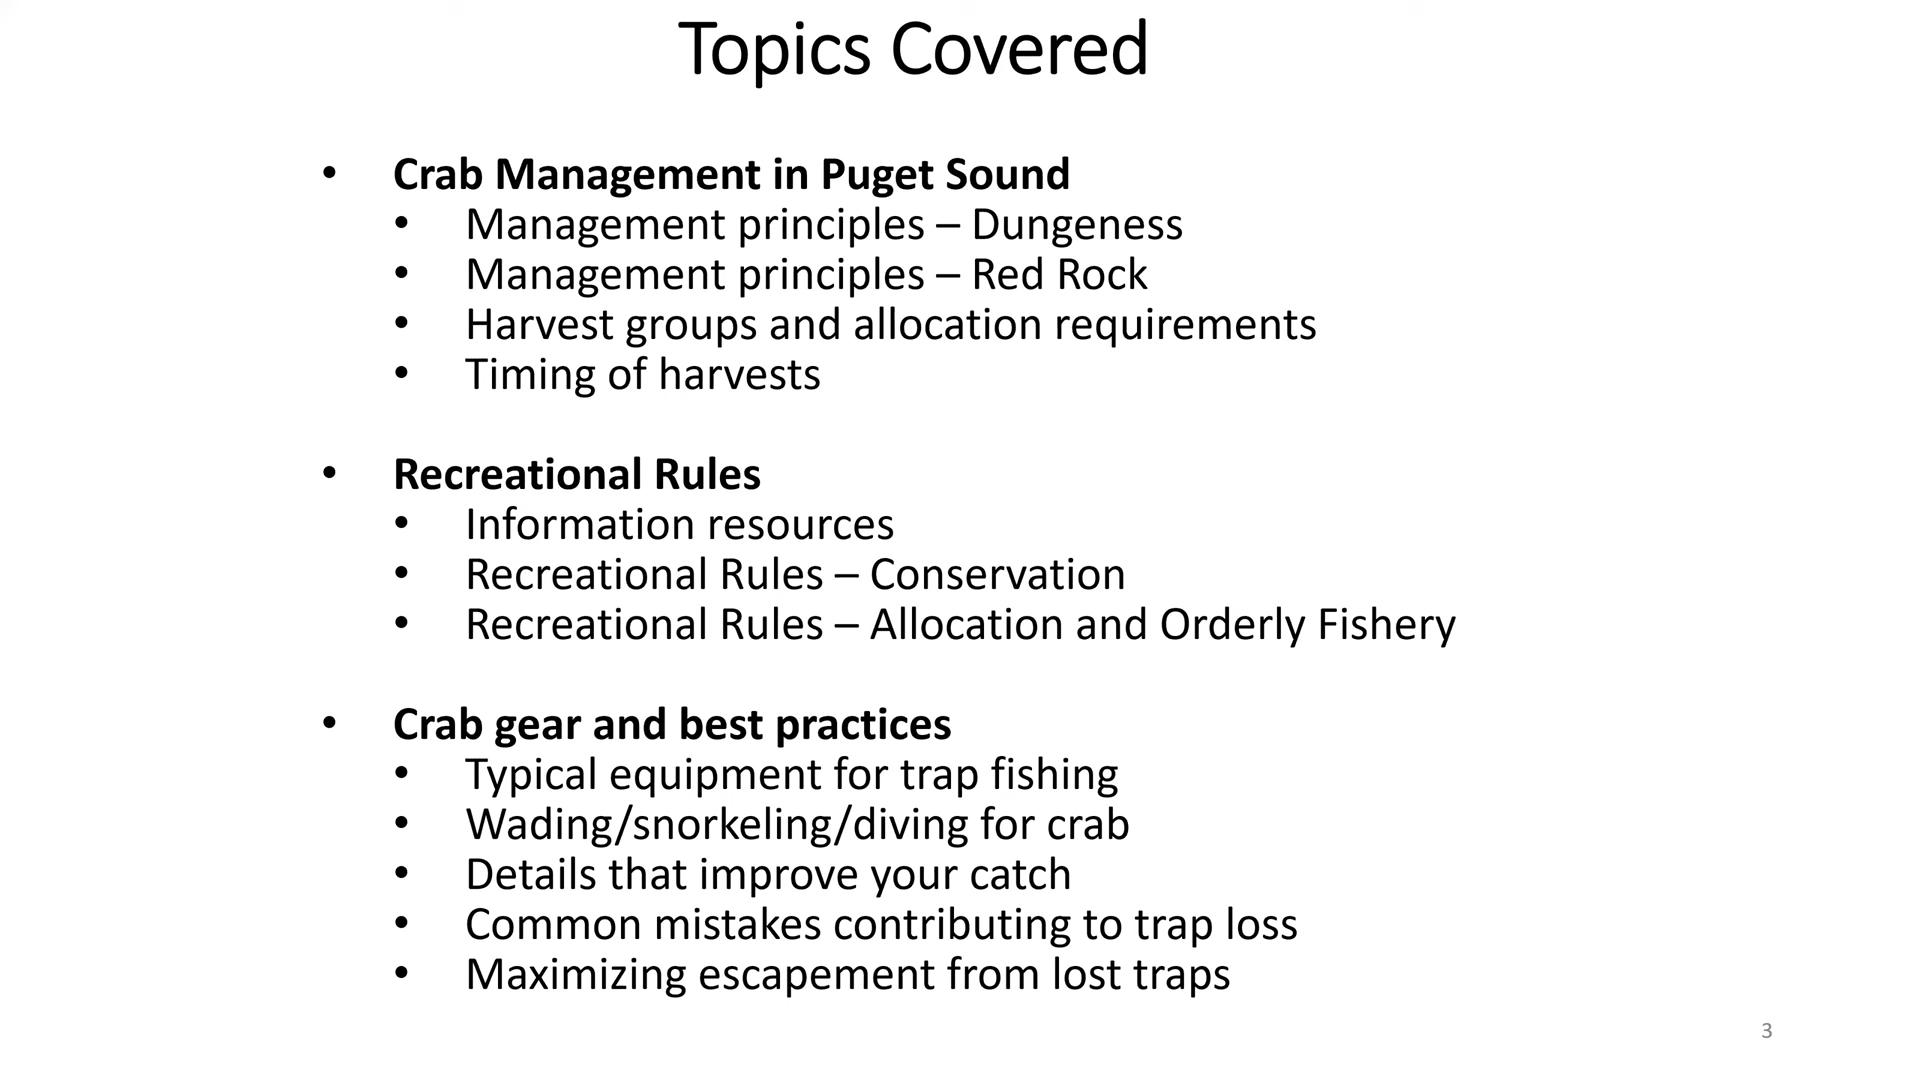 Topics Covered
• Crab Management in Puget Sound
• Management principles – Dungeness
• Management principles – Red Rock
• Harvest groups and allocation requirements
• Timing of harvests
• Recreational Rules
• Information resources
• Recreational Rules – Conservation
• Recreational Rules – Allocation and Orderly Fishery
• Crab gear and best practices
• Typical equipment for trap fishing
• Wading/snorkeling/diving for crab
• Details that improve your catch
• Common mistakes contributing to trap loss
• Maximizing escapement from lost traps
3